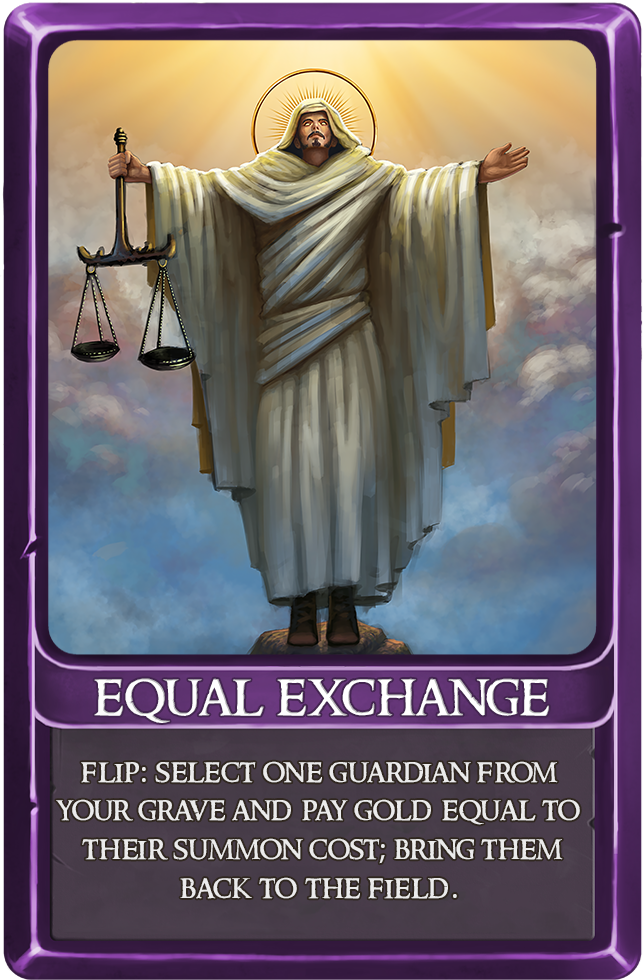 EQUAL EXCHANGE
FLIP: SELECT ONE GUARDIAN FROM
YOUR GRAVE AND PAY GOLD EQUAL TO
THEIR SUMMON COST; BRING THEM
BACK TO THE FIELD.